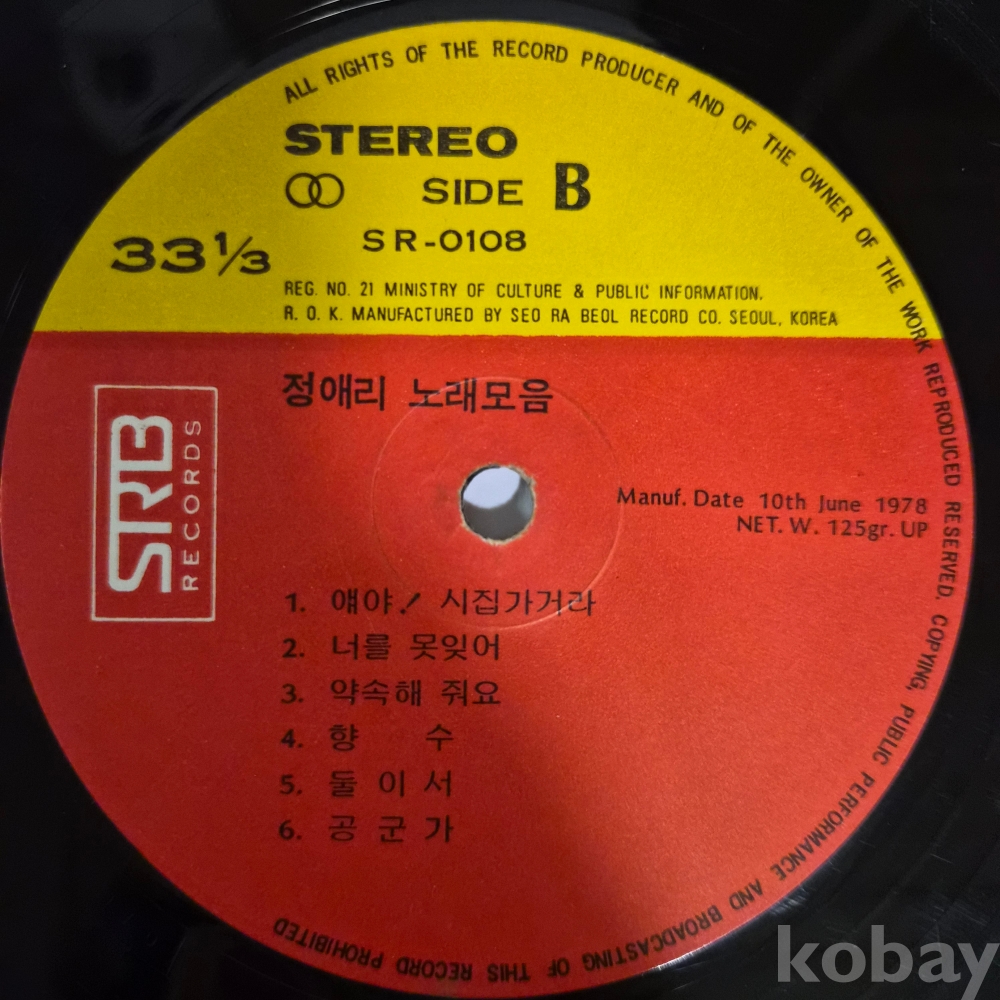 ALL RIGHTS OF THE RECORD PRODUCER AND OF THE OWNER OF THE WORK REPRODUCED RESERVED. COPYING, PUBLIC PERFORMANCE AND BROADCASTING OF THIS RECORD PROHIBITED
STEREO
SIDE B
33 1/3
SR-0108
REG. NO. 21 MINISTRY OF CULTURE & PUBLIC INFORMATION.
R. O. K. MANUFACTURED BY SEO RA BEOL RECORD CO. SEOUL, KOREA
정애리 노래모음
SRB
RECORDS
Manuf. Date 10th June 1978
NET. W. 125gr. UP
1. 얘야! 시집가거라
2. 너를 못잊어
3. 약속해 줘요
4. 향 수
5. 둘 이 서
6. 공 군 가
kobay